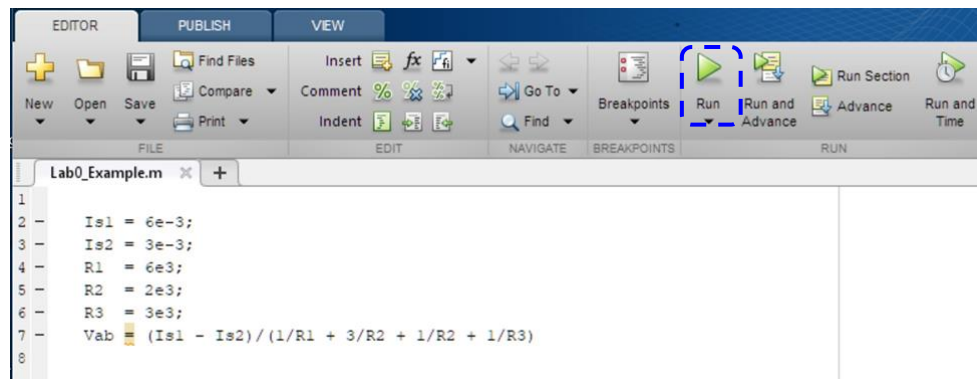 EDITOR PUBLISH VIEW
New Open Save Find Files Compare Print
FILE
Insert fx
Comment
Indent
EDIT
Go To
Find
NAVIGATE
Breakpoints
BREAKPOINTS
Run Run and Advance Run Section Advance Run and Time
RUN
Lab0_Example.m × +
1
2 - Is1 = 6e-3;
3 - Is2 = 3e-3;
4 - R1 = 6e3;
5 - R2 = 2e3;
6 - R3 = 3e3;
7 - Vab = (Is1 - Is2)/(1/R1 + 3/R2 + 1/R2 + 1/R3)
8